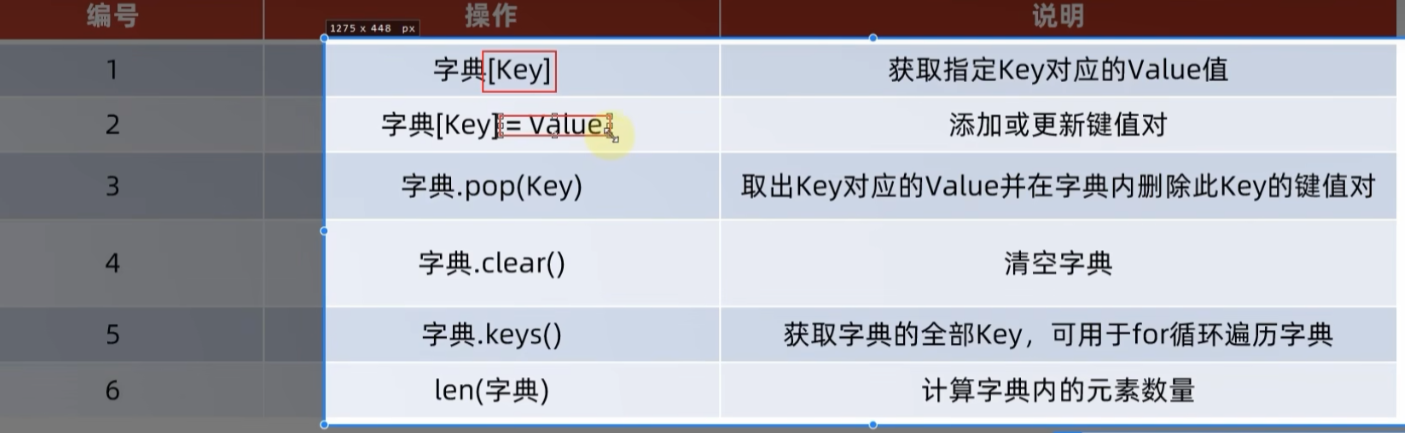 编号 操作 说明
1275 x 448 px
1 字典[Key] 获取指定Key对应的Value值
2 字典[Key] = Value 添加或更新键值对
3 字典.pop(Key) 取出Key对应的Value并在字典内删除此Key的键值对
4 字典.clear() 清空字典
5 字典.keys() 获取字典的全部Key，可用于for循环遍历字典
6 len(字典) 计算字典内的元素数量